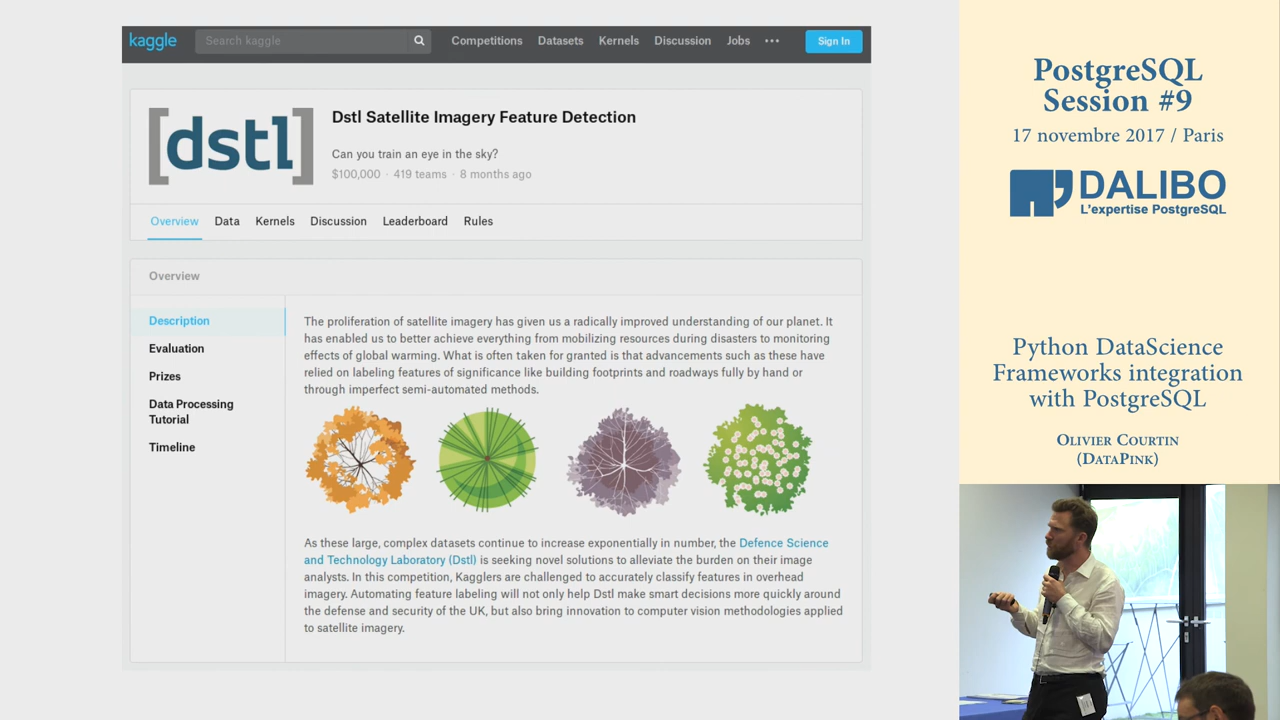 kaggle
Search kaggle
Competitions Datasets Kernels Discussion Jobs •••
Sign In
[dstl]
Dstl Satellite Imagery Feature Detection
Can you train an eye in the sky?
$100,000 · 419 teams · 8 months ago
Overview Data Kernels Discussion Leaderboard Rules
Overview
Description
Evaluation
Prizes
Data Processing
Tutorial
Timeline
The proliferation of satellite imagery has given us a radically improved understanding of our planet. It
has enabled us to better achieve everything from mobilizing resources during disasters to monitoring
effects of global warming. What is often taken for granted is that advancements such as these have
relied on labeling features of significance like building footprints and roadways fully by hand or
through imperfect semi-automated methods.
As these large, complex datasets continue to increase exponentially in number, the Defence Science
and Technology Laboratory (Dstl) is seeking novel solutions to alleviate the burden on their image
analysts. In this competition, Kagglers are challenged to accurately classify features in overhead
imagery. Automating feature labeling will not only help Dstl make smart decisions more quickly around
the defense and security of the UK, but also bring innovation to computer vision methodologies applied
to satellite imagery.
PostgreSQL
Session #9
17 novembre 2017 / Paris
DALIBO
L'expertise PostgreSQL
Python DataScience
Frameworks integration
with PostgreSQL
Olivier Courtin
(DataPink)